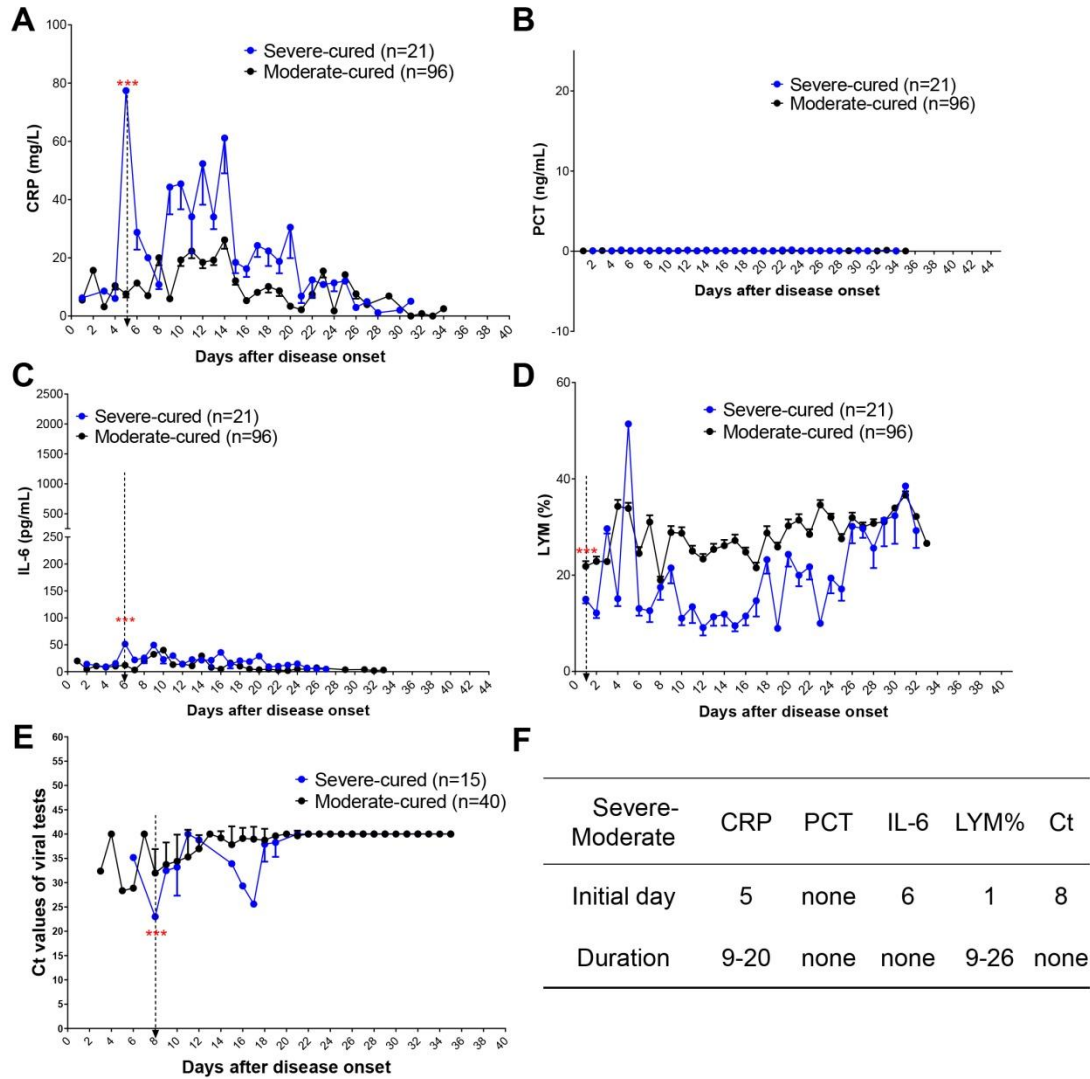 A
Severe-cured (n=21)
Moderate-cured (n=96)
***
CRP (mg/L)
100
80
60
40
20
0
0 2 4 6 8 10 12 14 16 18 20 22 24 26 28 30 32 34 36 38 40
Days after disease onset
B
Severe-cured (n=21)
Moderate-cured (n=96)
PCT (ng/mL)
20
10
0
-10
2 4 6 8 10 12 14 16 18 20 22 24 26 28 30 32 34 36 38 40 42 44
Days after disease onset
C
Severe-cured (n=21)
Moderate-cured (n=96)
***
IL-6 (pg/mL)
2500
2000
1500
1000
500
250
200
150
100
50
0
0 2 4 6 8 10 12 14 16 18 20 22 24 26 28 30 32 34 36 38 40 42 44
Days after disease onset
D
Severe-cured (n=21)
Moderate-cured (n=96)
***
LYM (%)
60
40
20
0
0 2 4 6 8 10 12 14 16 18 20 22 24 26 28 30 32 34 36 38 40
Days after disease onset
E
Severe-cured (n=15)
Moderate-cured (n=40)
***
Ct values of viral tests
60
55
50
45
40
35
30
25
20
15
10
5
0
0 2 4 6 8 10 12 14 16 18 20 22 24 26 28 30 32 34 36 38 40
Days after disease onset
F
Severe-
Moderate CRP PCT IL-6 LYM% Ct
Initial day 5 none 6 1 8
Duration 9-20 none none 9-26 none